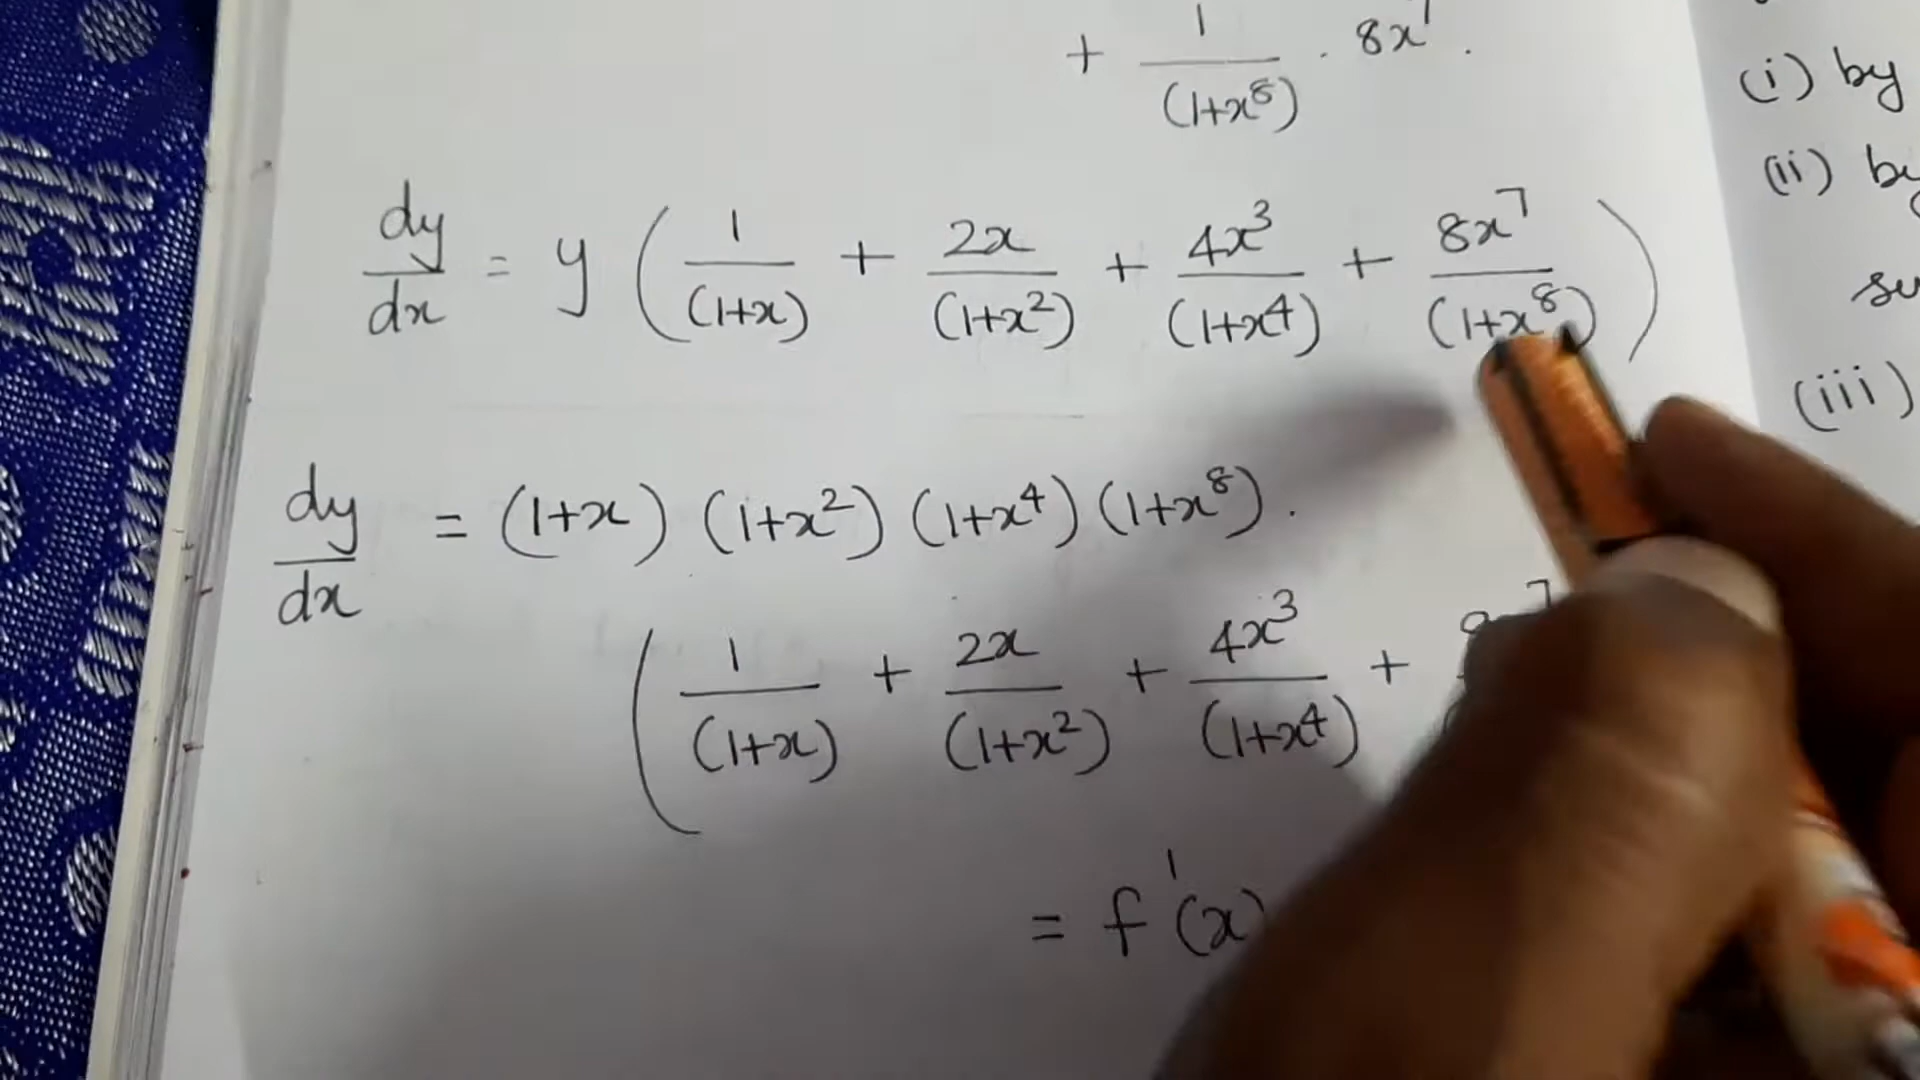 + 1/(1+x⁸) . 8x⁷ .
(i) by
(ii) by
dy/dx = y ( 1/(1+x) + 2x/(1+x²) + 4x³/(1+x⁴) + 8x⁷/(1+x⁸) )
(iii)
dy/dx = (1+x) (1+x²) (1+x⁴) (1+x⁸) .
( 1/(1+x) + 2x/(1+x²) + 4x³/(1+x⁴) +
= f'(x)